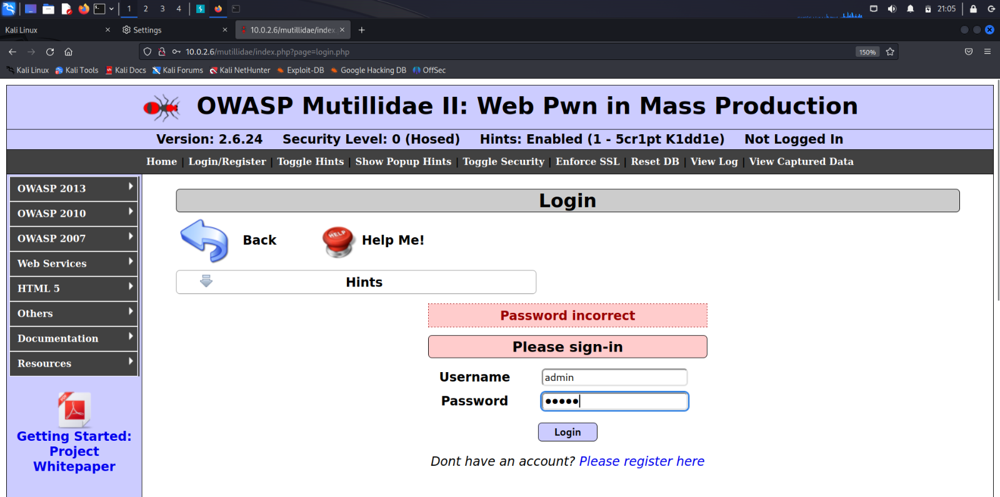 1 2 3 4 21:05
Kali Linux Settings 10.0.2.6/mutillidae/index.
10.0.2.6/mutillidae/index.php?page=login.php 150%
Kali Linux Kali Tools Kali Docs Kali Forums Kali NetHunter Exploit-DB Google Hacking DB OffSec
OWASP Mutillidae II: Web Pwn in Mass Production
Version: 2.6.24 Security Level: 0 (Hosed) Hints: Enabled (1 - 5cr1pt K1dd1e) Not Logged In
Home | Login/Register | Toggle Hints | Show Popup Hints | Toggle Security | Enforce SSL | Reset DB | View Log | View Captured Data
OWASP 2013
OWASP 2010
OWASP 2007
Web Services
HTML 5
Others
Documentation
Resources
PDF
Getting Started:
Project
Whitepaper
Login
Back HELP Help Me!
Hints
Password incorrect
Please sign-in
Username admin
Password •••••
Login
Dont have an account? Please register here